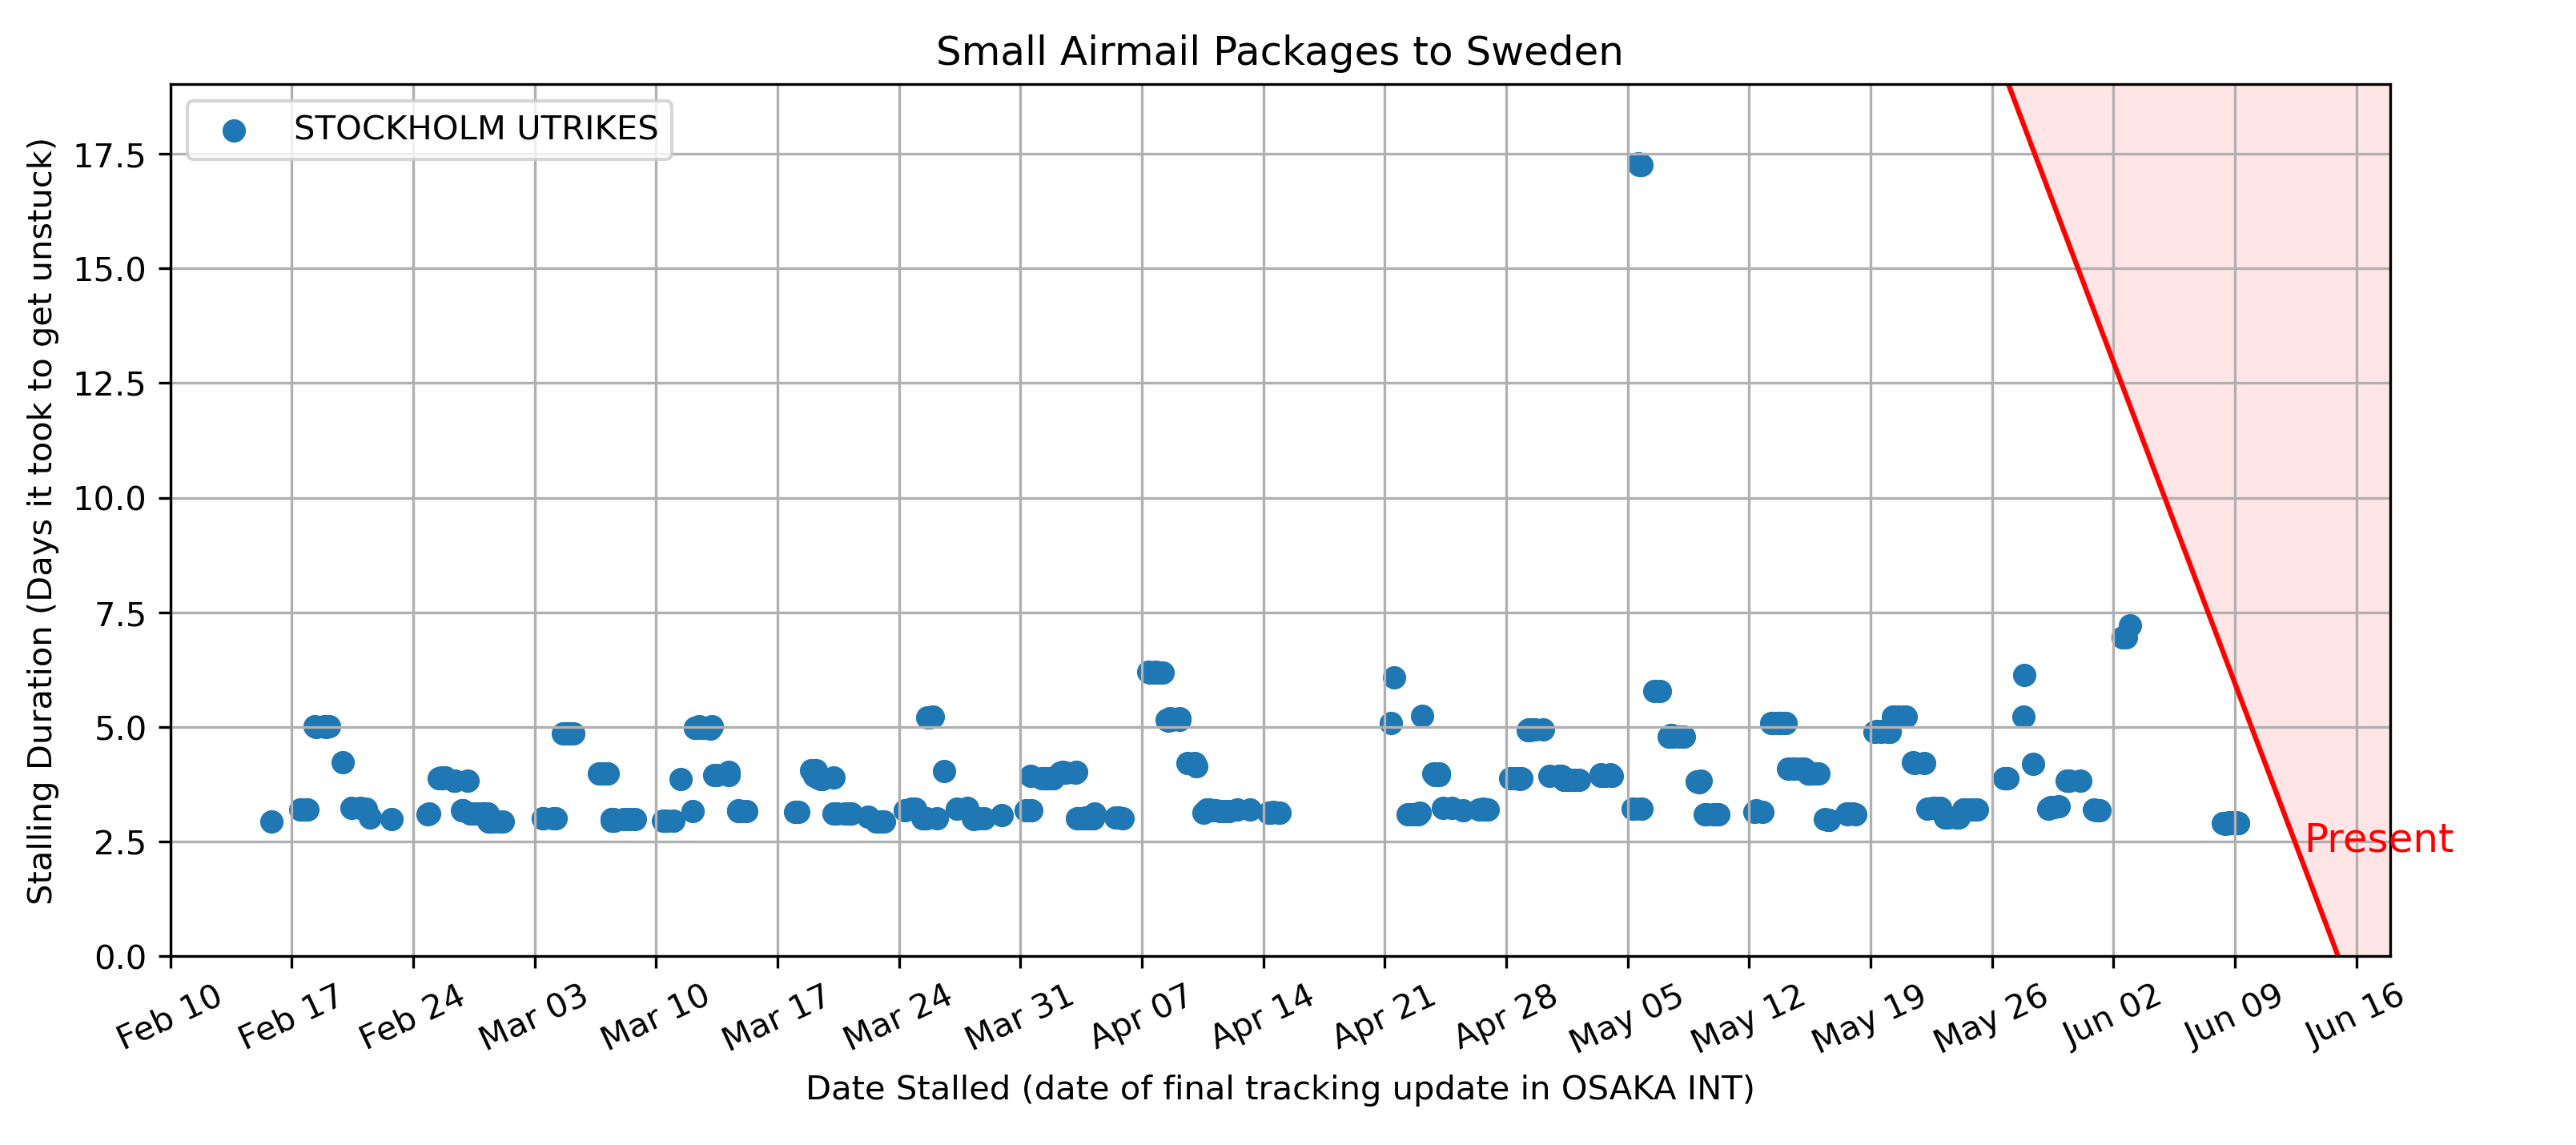 Small Airmail Packages to Sweden
STOCKHOLM UTRIKES
Stalling Duration (Days it took to get unstuck)
17.5
15.0
12.5
10.0
7.5
5.0
2.5
0.0
Present
Feb 10
Feb 17
Feb 24
Mar 03
Mar 10
Mar 17
Mar 24
Mar 31
Apr 07
Apr 14
Apr 21
Apr 28
May 05
May 12
May 19
May 26
Jun 02
Jun 09
Jun 16
Date Stalled (date of final tracking update in OSAKA INT)